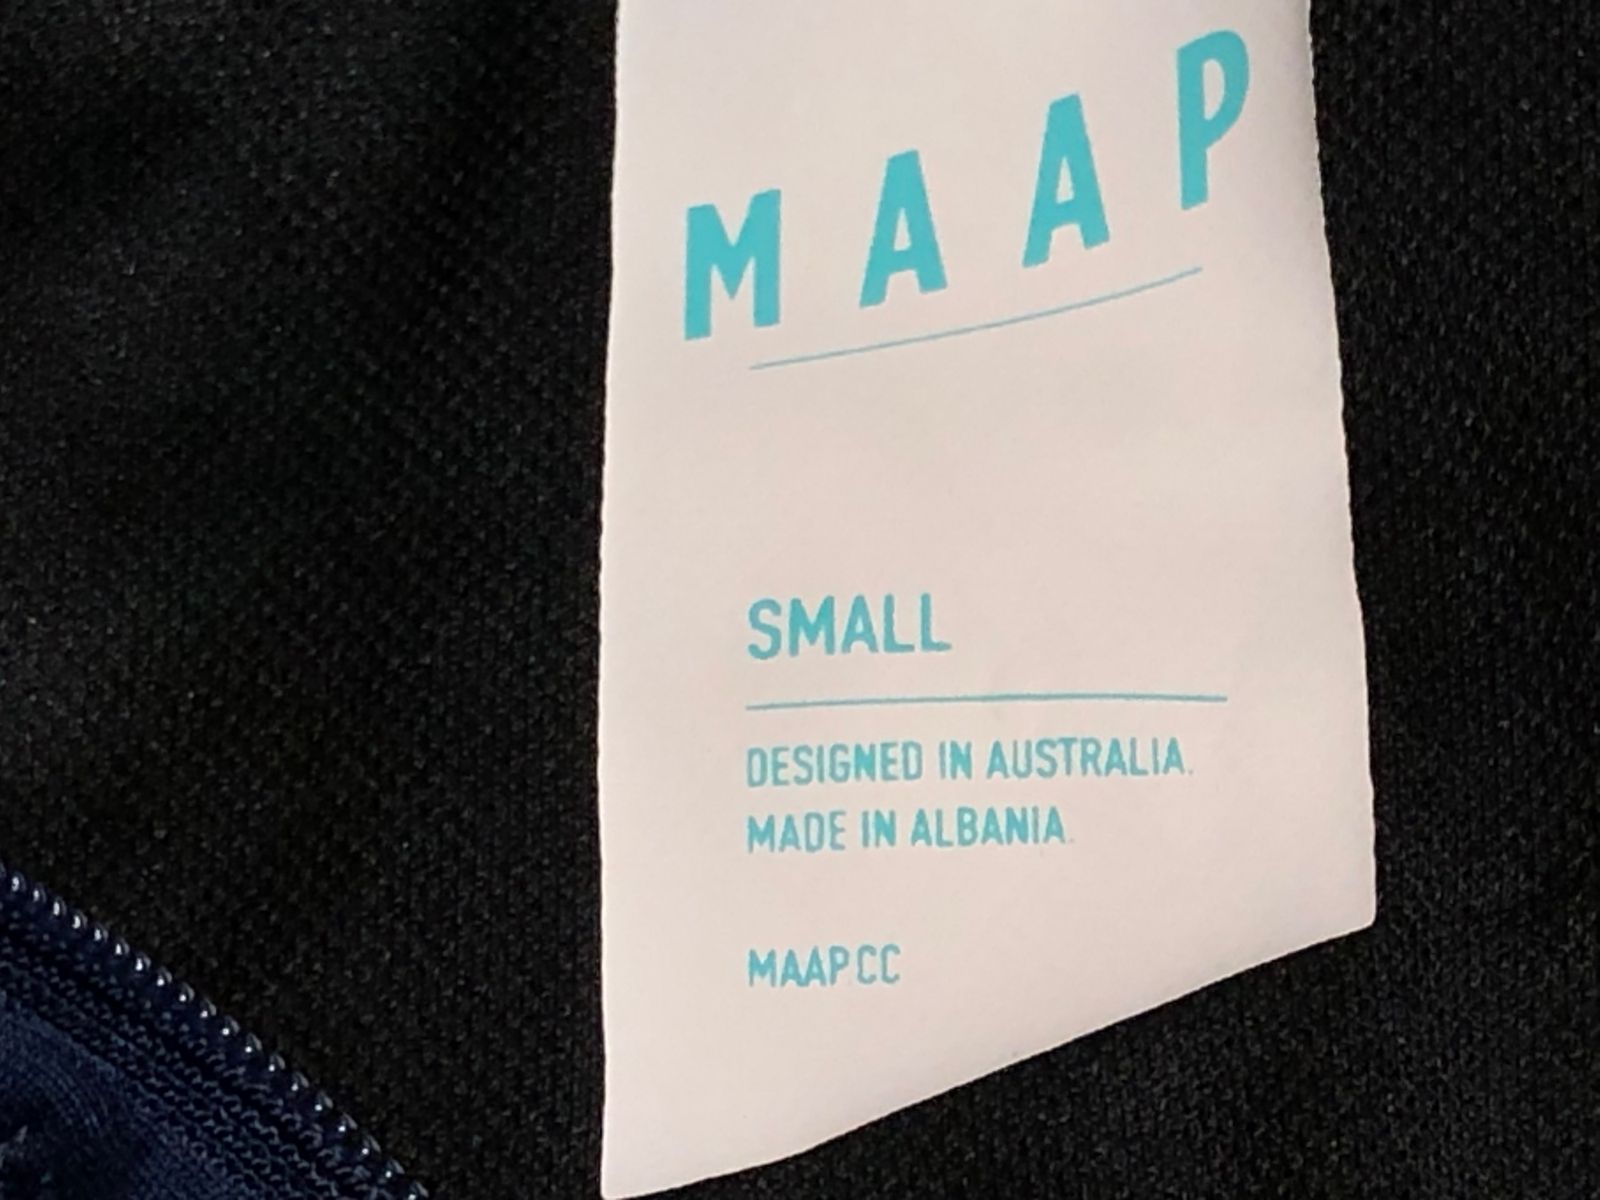 MAAP
SMALL
DESIGNED IN AUSTRALIA.
MADE IN ALBANIA.
MAAP.CC